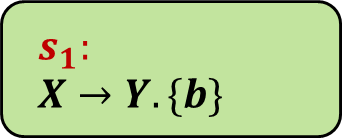 s₁:
X → Y. {b}